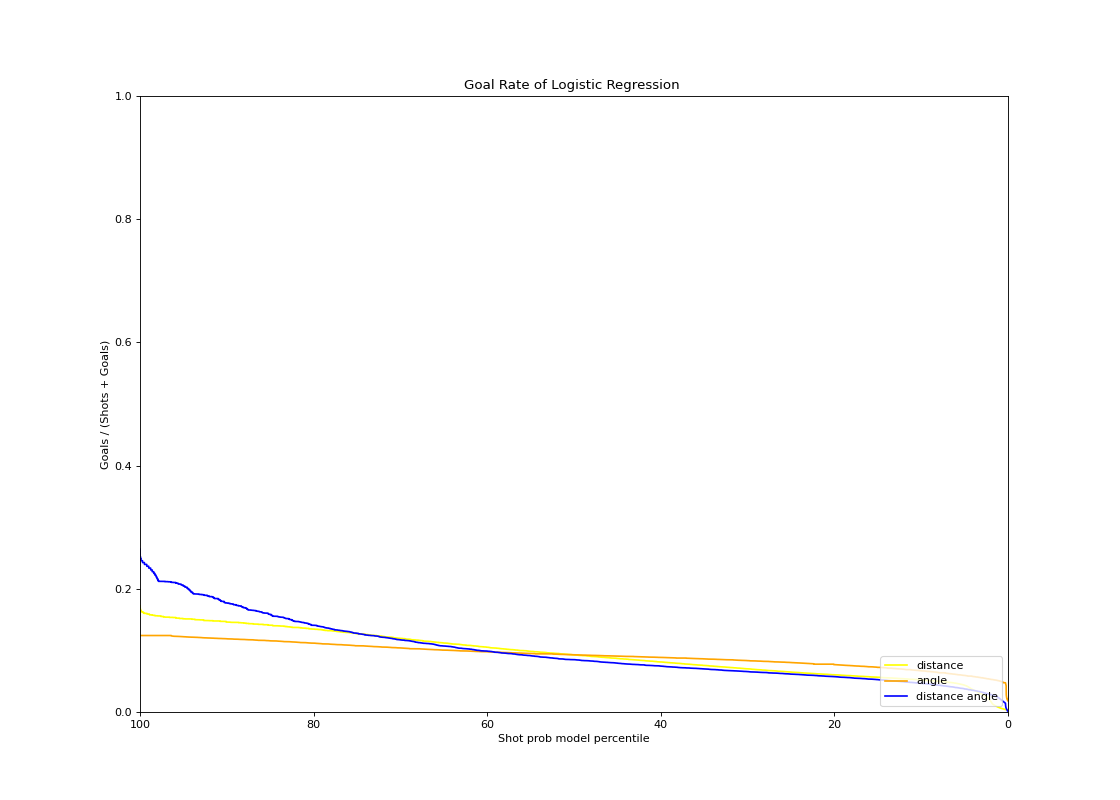 Goal Rate of Logistic Regression
1.0
0.8
0.6
0.4
0.2
0.0
Goals / (Shots + Goals)
100
80
60
40
20
0
Shot prob model percentile
distance
angle
distance angle